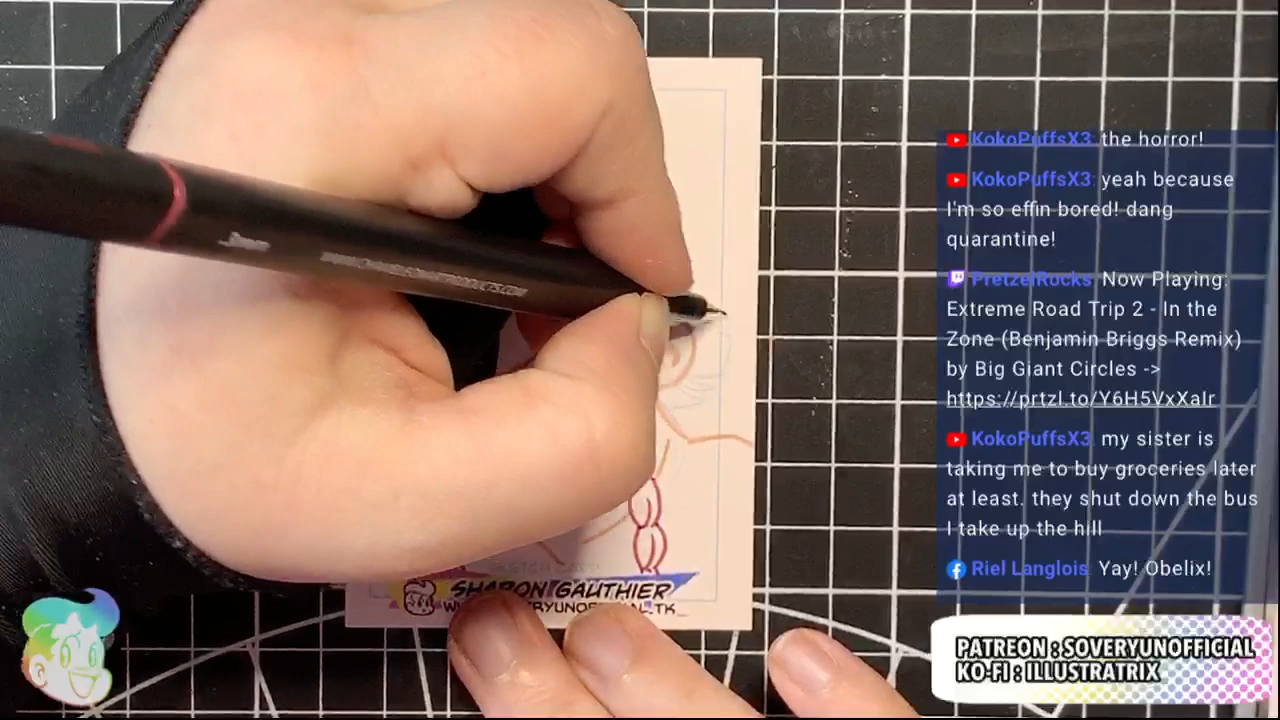 KokoPuffsX3: the horror!
KokoPuffsX3: yeah because
I'm so effin bored! dang
quarantine!
PretzelRocks: Now Playing:
Extreme Road Trip 2 - In the
Zone (Benjamin Briggs Remix)
by Big Giant Circles ->
https://prtzl.to/Y6H5VxXaIr
KokoPuffsX3: my sister is
taking me to buy groceries later
at least. they shut down the bus
I take up the hill
Riel Langlois: Yay! Obelix!
SHARON GAUTHIER
PATREON : SOVERYUNOFFICIAL
KO-FI : ILLUSTRATRIX